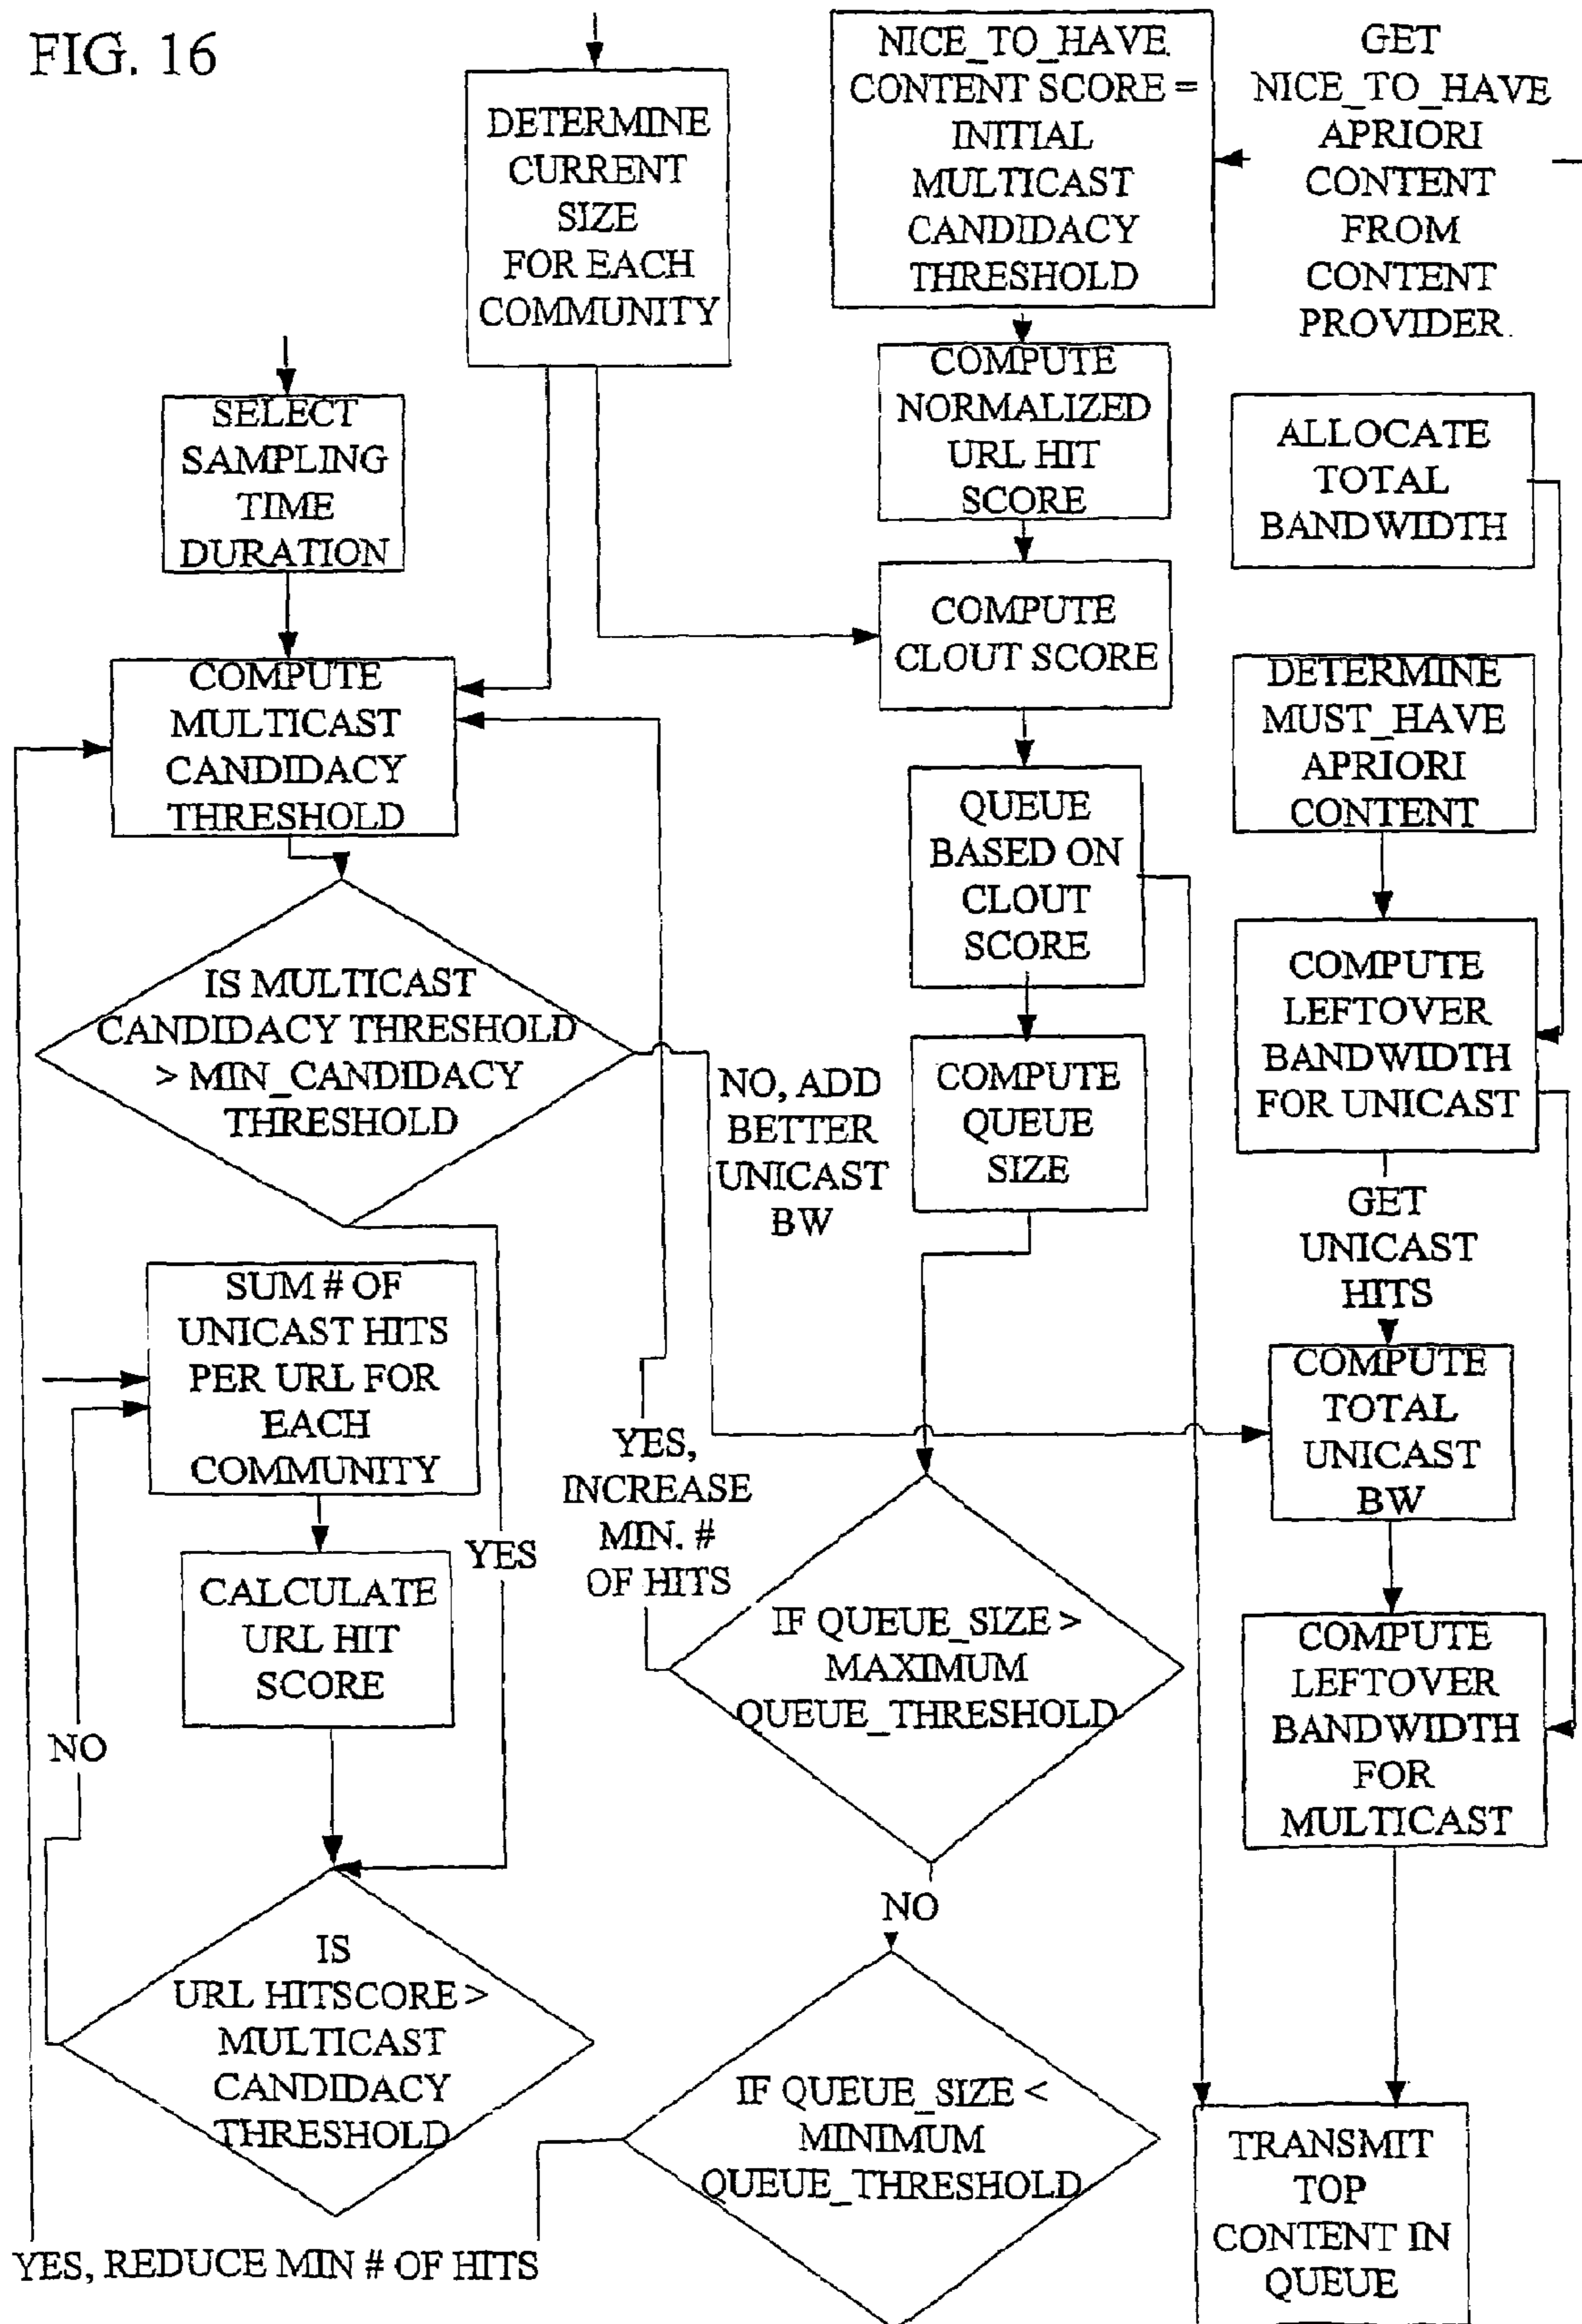 FIG. 16
DETERMINE
CURRENT
SIZE
FOR EACH
COMMUNITY
NICE_TO_HAVE
CONTENT SCORE =
INITIAL
MULTICAST
CANDIDACY
THRESHOLD
GET
NICE_TO_HAVE
APRIORI
CONTENT
FROM
CONTENT
PROVIDER
SELECT
SAMPLING
TIME
DURATION
COMPUTE
NORMALIZED
URL HIT
SCORE
ALLOCATE
TOTAL
BANDWIDTH
COMPUTE
CLOUT SCORE
COMPUTE
MULTICAST
CANDIDACY
THRESHOLD
DETERMINE
MUST_HAVE
APRIORI
CONTENT
QUEUE
BASED ON
CLOUT
SCORE
IS MULTICAST
CANDIDACY THRESHOLD
> MIN_CANDIDACY
THRESHOLD
COMPUTE
LEFTOVER
BANDWIDTH
FOR UNICAST
NO, ADD
BETTER
UNICAST
BW
COMPUTE
QUEUE
SIZE
GET
UNICAST
HITS
SUM # OF
UNICAST HITS
PER URL FOR
EACH
COMMUNITY
COMPUTE
TOTAL
UNICAST
BW
YES,
INCREASE
MIN. #
OF HITS
YES
CALCULATE
URL HIT
SCORE
IF QUEUE_SIZE >
MAXIMUM
QUEUE_THRESHOLD
COMPUTE
LEFTOVER
BANDWIDTH
FOR
MULTICAST
NO
NO
IS
URL HITSCORE >
MULTICAST
CANDIDACY
THRESHOLD
IF QUEUE_SIZE <
MINIMUM
QUEUE_THRESHOLD
TRANSMIT
TOP
CONTENT IN
QUEUE
YES, REDUCE MIN # OF HITS